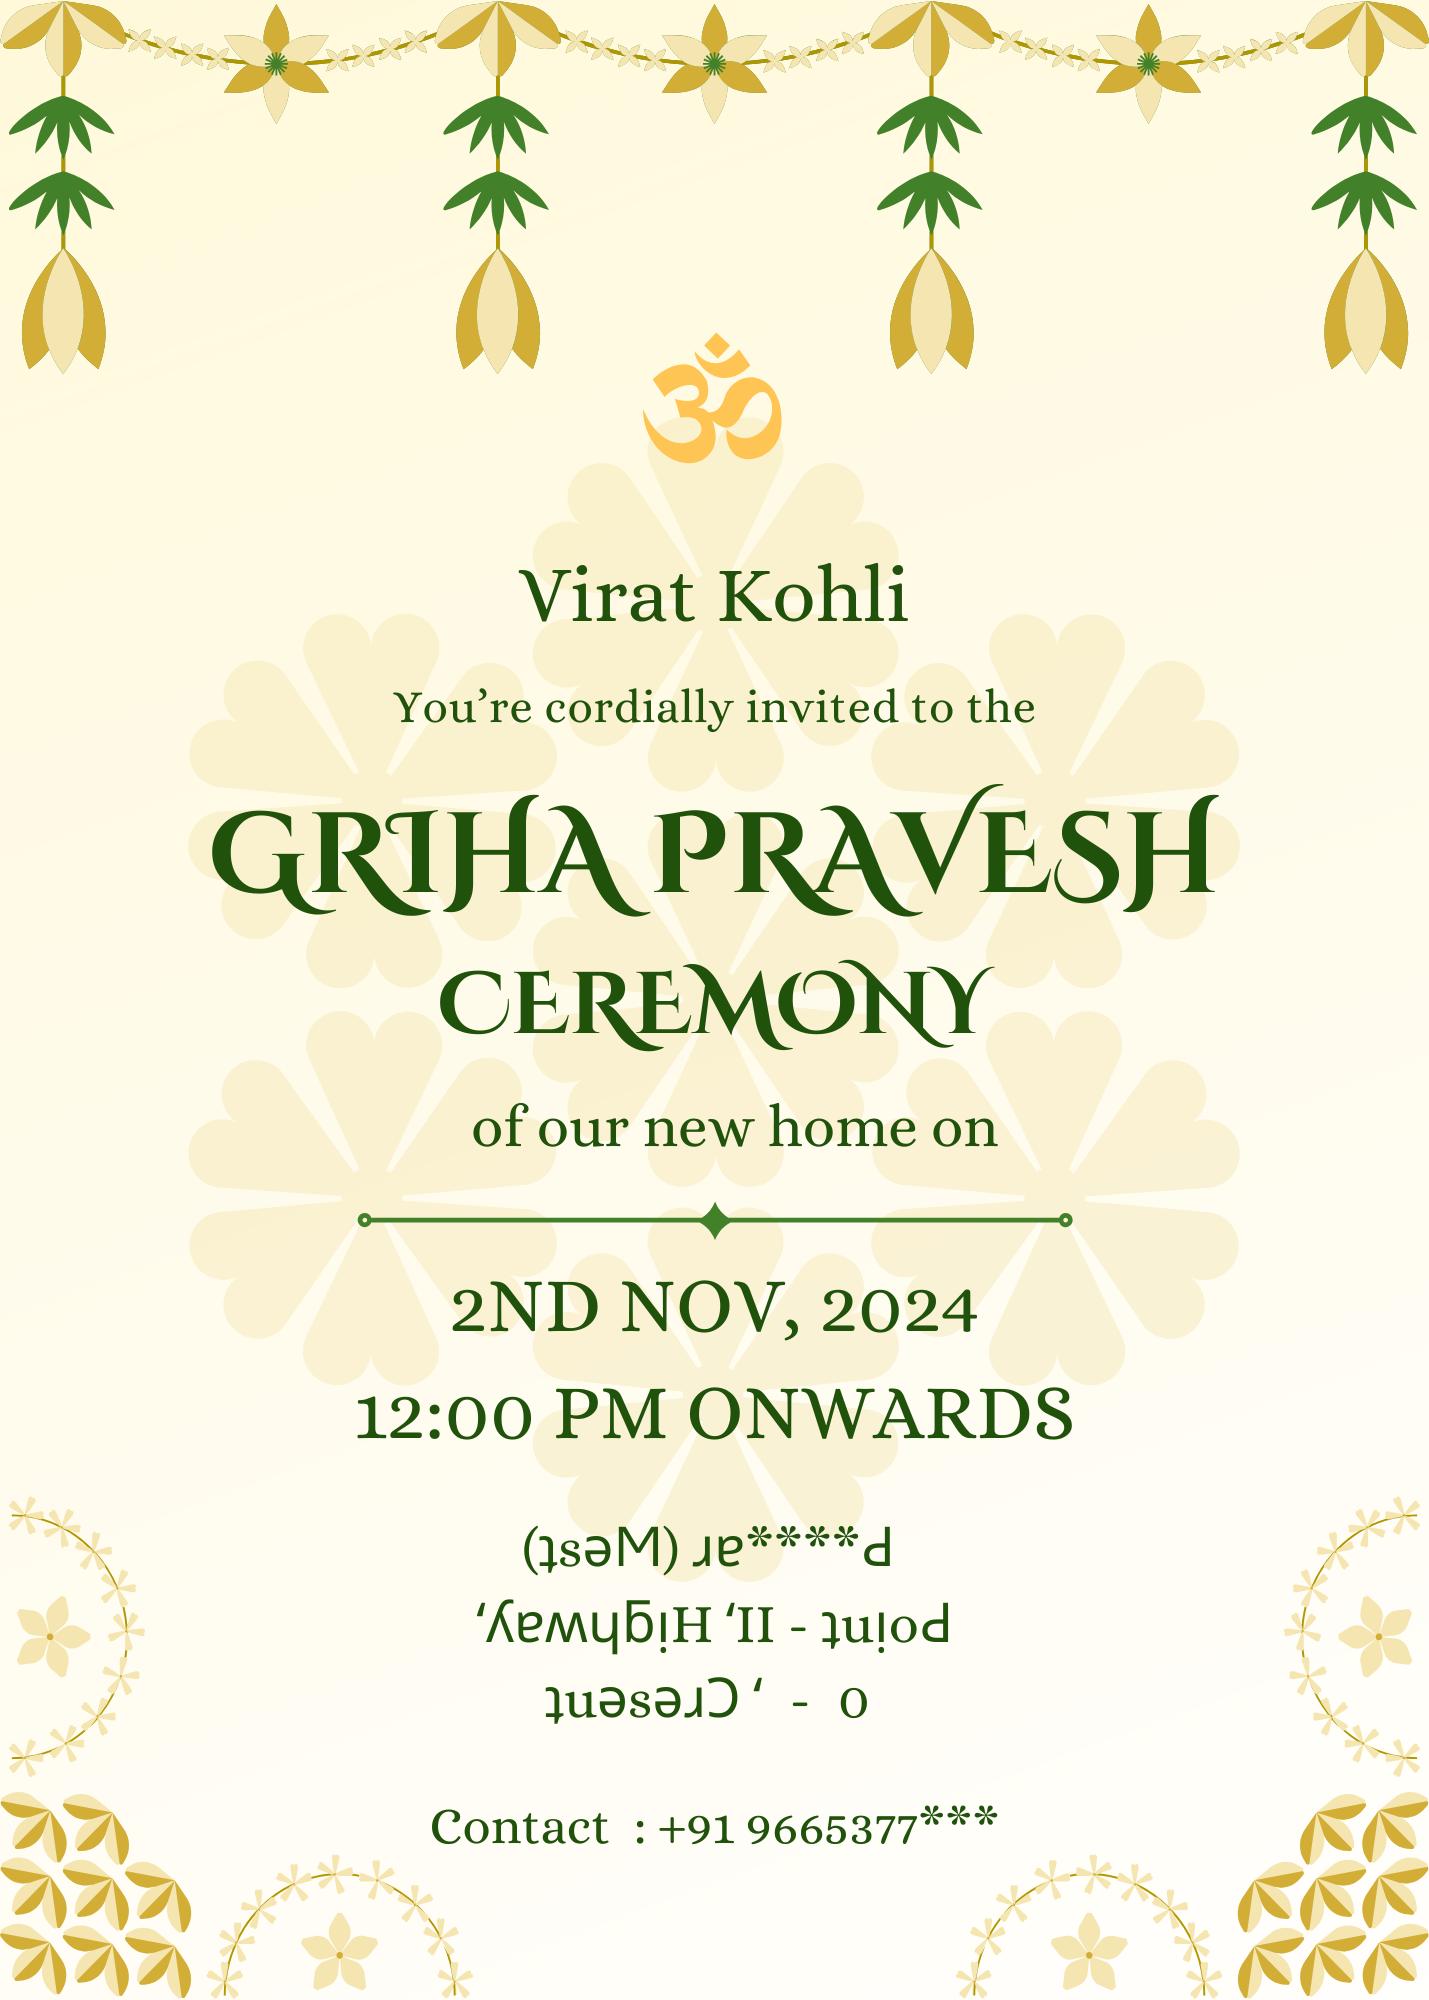 ॐ
Virat Kohli
You’re cordially invited to the
GRIHA PRAVESH
CEREMONY
of our new home on
2ND NOV, 2024
12:00 PM ONWARDS
0 - , Cresent
Point - II, Highway,
P****ar (West)
Contact : +91 9665377***